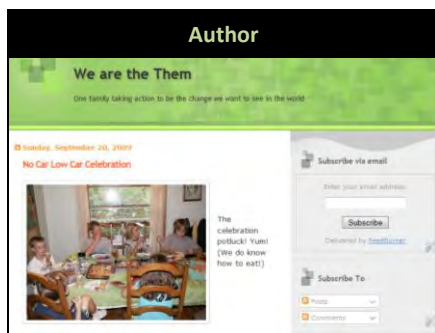 Author
We are the Them
One family taking action to be the change we want to see in the world
Sunday, September 20, 2009
No Car Low Car Celebration
The
celebration
potluck! Yum!
(We do know
how to eat!)
Subscribe via email
Enter your email address:
Subscribe
Delivered by FeedBurner
Subscribe To
Posts
Comments